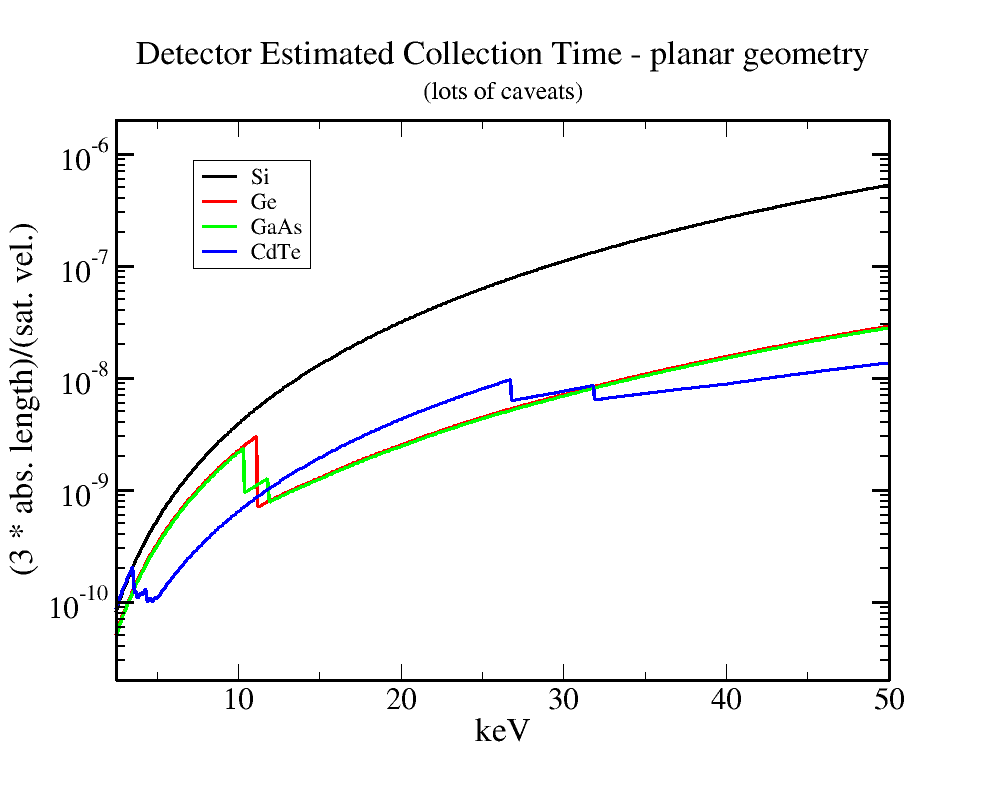 Detector Estimated Collection Time - planar geometry
(lots of caveats)
(3 * abs. length)/(sat. vel.)
10^-6
10^-7
10^-8
10^-9
10^-10
Si
Ge
GaAs
CdTe
10 20 30 40 50
keV